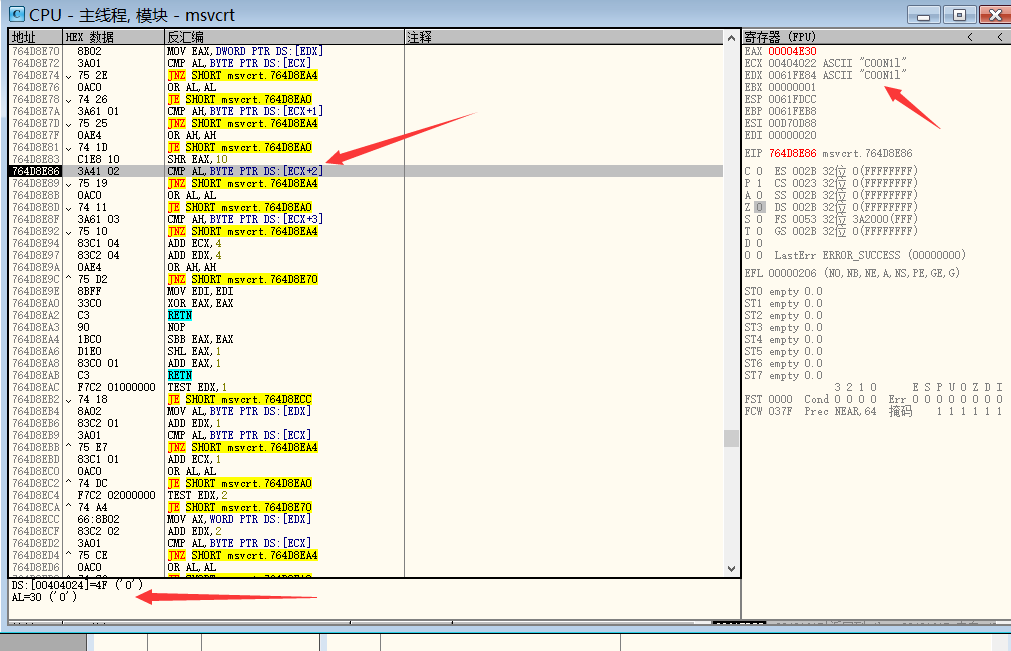 CPU - 主线程, 模块 - msvcrt
地址 HEX 数据 反汇编 注释
764D8E70 8B02 MOV EAX,DWORD PTR DS:[EDX]
764D8E72 3A01 CMP AL,BYTE PTR DS:[ECX]
764D8E74 75 2E JNZ SHORT msvcrt.764D8EA4
764D8E76 0AC0 OR AL,AL
764D8E78 74 26 JE SHORT msvcrt.764D8EA0
764D8E7A 3A61 01 CMP AH,BYTE PTR DS:[ECX+1]
764D8E7D 75 25 JNZ SHORT msvcrt.764D8EA4
764D8E7F 0AE4 OR AH,AH
764D8E81 74 1D JE SHORT msvcrt.764D8EA0
764D8E83 C1E8 10 SHR EAX,10
764D8E86 3A41 02 CMP AL,BYTE PTR DS:[ECX+2]
764D8E89 75 19 JNZ SHORT msvcrt.764D8EA4
764D8E8B 0AC0 OR AL,AL
764D8E8D 74 11 JE SHORT msvcrt.764D8EA0
764D8E8F 3A61 03 CMP AH,BYTE PTR DS:[ECX+3]
764D8E92 75 10 JNZ SHORT msvcrt.764D8EA4
764D8E94 83C1 04 ADD ECX,4
764D8E97 83C2 04 ADD EDX,4
764D8E9A 0AE4 OR AH,AH
764D8E9C ^ 75 D2 JNZ SHORT msvcrt.764D8E70
764D8E9E 8BFF MOV EDI,EDI
764D8EA0 33C0 XOR EAX,EAX
764D8EA2 C3 RETN
764D8EA3 90 NOP
764D8EA4 1BC0 SBB EAX,EAX
764D8EA6 D1E0 SHL EAX,1
764D8EA8 83C0 01 ADD EAX,1
764D8EAB C3 RETN
764D8EAC F7C2 01000000 TEST EDX,1
764D8EB2 74 18 JE SHORT msvcrt.764D8ECC
764D8EB4 8A02 MOV AL,BYTE PTR DS:[EDX]
764D8EB6 83C2 01 ADD EDX,1
764D8EB9 3A01 CMP AL,BYTE PTR DS:[ECX]
764D8EBB ^ 75 E7 JNZ SHORT msvcrt.764D8EA4
764D8EBD 83C1 01 ADD ECX,1
764D8EC0 0AC0 OR AL,AL
764D8EC2 ^ 74 DC JE SHORT msvcrt.764D8EA0
764D8EC4 F7C2 02000000 TEST EDX,2
764D8ECA ^ 74 A4 JE SHORT msvcrt.764D8E70
764D8ECC 66:8B02 MOV AX,WORD PTR DS:[EDX]
764D8ECF 83C2 02 ADD EDX,2
764D8ED2 3A01 CMP AL,BYTE PTR DS:[ECX]
764D8ED4 ^ 75 CE JNZ SHORT msvcrt.764D8EA4
764D8ED6 0AC0 OR AL,AL
DS:[00404024]=4F ('O')
AL=30 ('0')
寄存器 (FPU) < <
EAX 00004E30
ECX 00404022 ASCII "C0ON1l"
EDX 0061FE84 ASCII "C00N1l"
EBX 00000001
ESP 0061FDCC
EBP 0061FEB8
ESI 00D70D88
EDI 00000020
EIP 764D8E86 msvcrt.764D8E86
C 0 ES 002B 32位 0(FFFFFFFF)
P 1 CS 0023 32位 0(FFFFFFFF)
A 0 SS 002B 32位 0(FFFFFFFF)
Z 0 DS 002B 32位 0(FFFFFFFF)
S 0 FS 0053 32位 3A2000(FFF)
T 0 GS 002B 32位 0(FFFFFFFF)
D 0
O 0 LastErr ERROR_SUCCESS (00000000)
EFL 00000206 (NO,NB,NE,A,NS,PE,GE,G)
ST0 empty 0.0
ST1 empty 0.0
ST2 empty 0.0
ST3 empty 0.0
ST4 empty 0.0
ST5 empty 0.0
ST6 empty 0.0
ST7 empty 0.0
3 2 1 0 E S P U O Z D I
FST 0000 Cond 0 0 0 0 Err 0 0 0 0 0 0 0 0
FCW 037F Prec NEAR,64 掩码 1 1 1 1 1 1